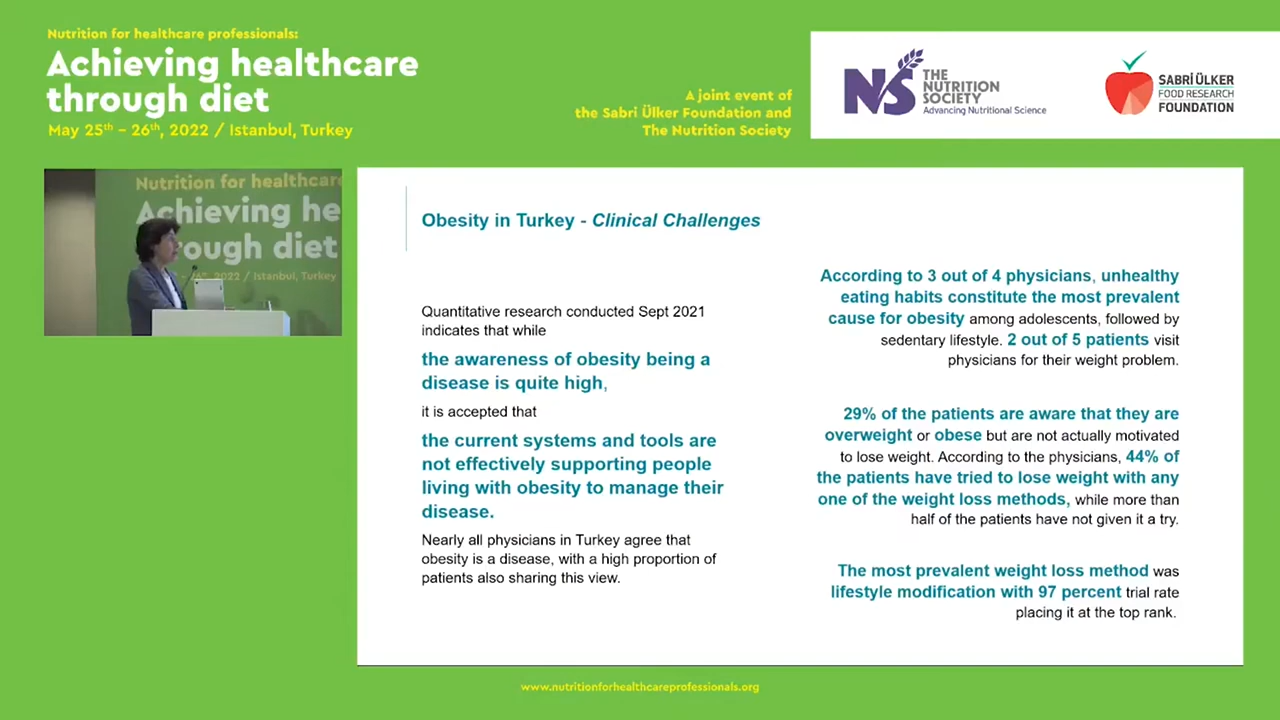 Nutrition for healthcare professionals:
Achieving healthcare
through diet
May 25th - 26th, 2022 / Istanbul, Turkey
A joint event of
the Sabri Ülker Foundation and
The Nutrition Society
NS
THE
NUTRITION
SOCIETY
Advancing Nutritional Science
SABRİ ÜLKER
FOOD RESEARCH
FOUNDATION
Nutrition for healthcare
Achieving he
rough diet
26th, 2022 / Istanbul, Turkey
Obesity in Turkey - Clinical Challenges
Quantitative research conducted Sept 2021
indicates that while
the awareness of obesity being a
disease is quite high,
it is accepted that
the current systems and tools are
not effectively supporting people
living with obesity to manage their
disease.
Nearly all physicians in Turkey agree that
obesity is a disease, with a high proportion of
patients also sharing this view.
According to 3 out of 4 physicians, unhealthy
eating habits constitute the most prevalent
cause for obesity among adolescents, followed by
sedentary lifestyle. 2 out of 5 patients visit
physicians for their weight problem.
29% of the patients are aware that they are
overweight or obese but are not actually motivated
to lose weight. According to the physicians, 44% of
the patients have tried to lose weight with any
one of the weight loss methods, while more than
half of the patients have not given it a try.
The most prevalent weight loss method was
lifestyle modification with 97 percent trial rate
placing it at the top rank.
www.nutritionforhealthcareprofessionals.org